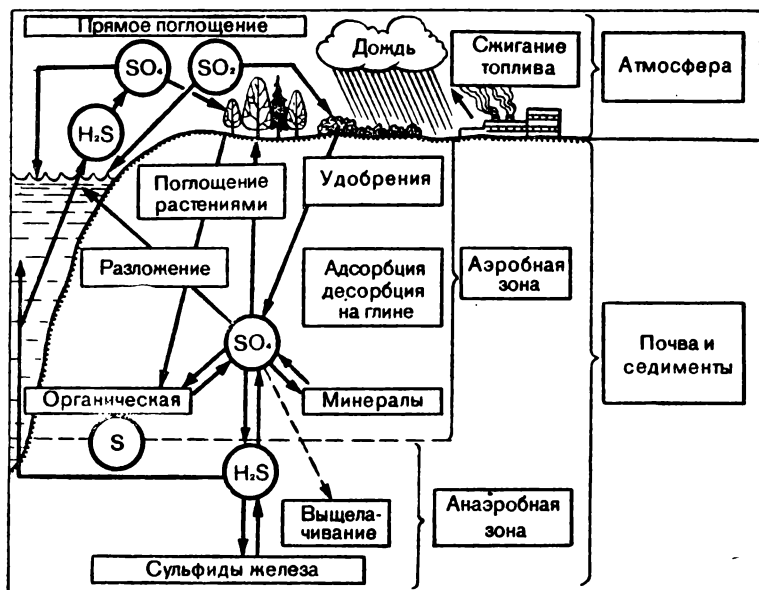 Прямое поглощение
SO₄
SO₂
Дождь
Сжигание
топлива
Атмосфера
H₂S
Поглощение
растениями
Удобрения
Разложение
Адсорбция
десорбция
на глине
Аэробная
зона
SO₄
Почва и
седименты
Органическая
Минералы
S
H₂S
Выщела-
чивание
Анаэробная
зона
Сульфиды железа